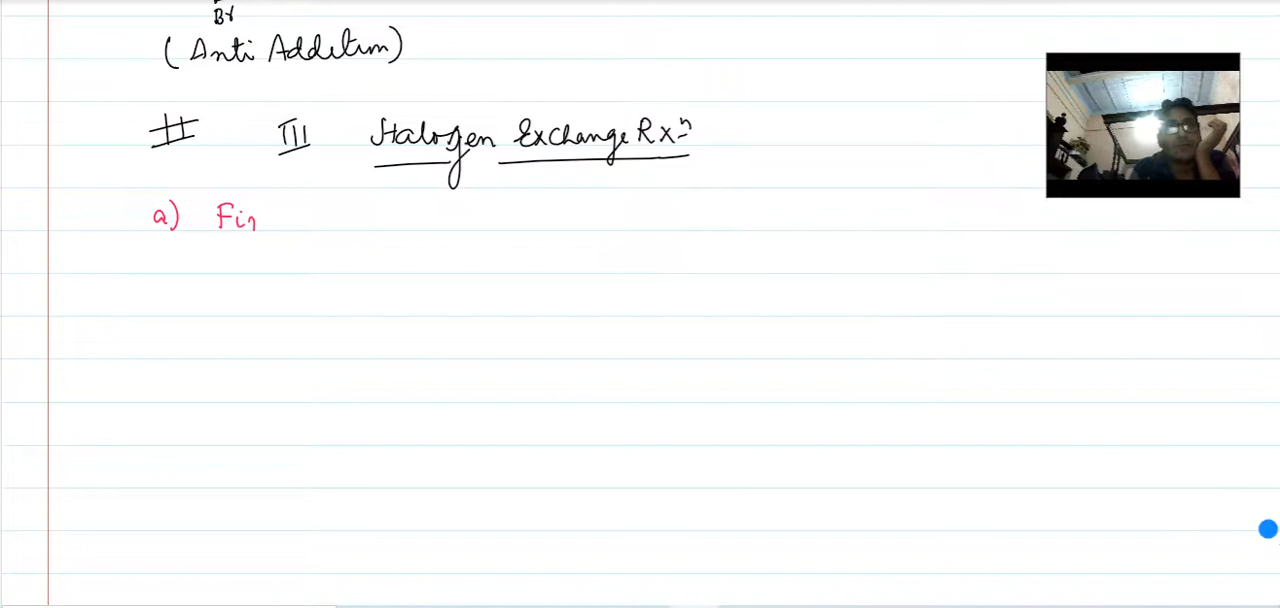 Br
(Anti Addition)
# III Halogen Exchange Rxⁿ
a) Fin